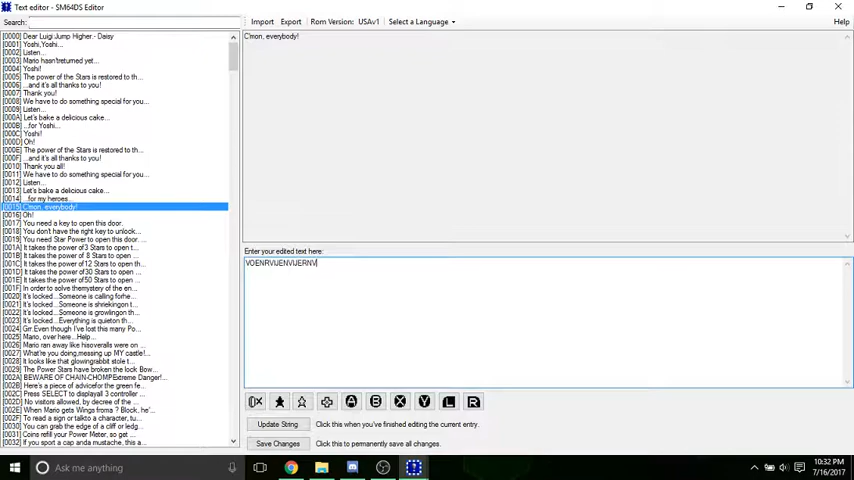 Text editor - SM64DS Editor
Search:
Import Export Rom Version: USAv1 Select a Language Help
[0000] Dear Luigi Jump Higher.- Daisy
[0001] Yoshi,Yoshi...
[0002] Listen...
[0003] Mario hasn'treturned yet...
[0004] Yoshi!
[0005] The power of the Stars is restored to th...
[0006] ...and it's all thanks to you!
[0007] Thank you!
[0008] We have to do something special for you...
[0009] Listen...
[000A] Let's bake a delicious cake...
[000B] ...for Yoshi...
[000C] Yoshi!
[000D] Oh!
[000E] The power of the Stars is restored to th...
[000F] ...and it's all thanks to you!
[0010] Thank you all!
[0011] We have to do something special for you...
[0012] Listen...
[0013] Let's bake a delicious cake...
[0014] ...for my heroes...
[0015] C'mon, everybody!
[0016] Oh!
[0017] You need a key to open this door.
[0018] You don't have the right key to unlock...
[0019] You need Star Power to open this door. ...
[001A] It takes the power of3 Stars to open ...
[001B] It takes the power of 8 Stars to open ...
[001C] It takes the power of12 Stars to open th...
[001D] It takes the power of30 Stars to open ...
[001E] It takes the power of50 Stars to open ...
[001F] In order to solve themystery of the en...
[0020] It's locked...Someone is calling forhe...
[0021] It's locked...Someone is shriekingon t...
[0022] It's locked...Someone is growlingon th...
[0023] It's locked...Everything is quieton th...
[0024] Grr.Even though I've lost this many Po...
[0025] Mario, over here...Help...
[0026] Mario ran away like hisoveralls were on ...
[0027] What're you doing,messing up MY castle!...
[0028] It looks like that glowingrabbit stole t...
[0029] The Power Stars have broken the lock Bow...
[002A] BEWARE OF CHAIN-CHOMPExtreme Danger!...
[002B] Here's a piece of advicefor the green fe...
[002C] Press SELECT to displayall 3 controller ...
[002D] No visitors allowed, by decree of the ...
[002E] When Mario gets Wings froma ? Block, he'...
[002F] To read a sign or talkto a character, tu...
[0030] You can grab the edge of a cliff or ledg...
[0031] Coins refill your Power Meter, so get ...
[0032] If you sport a cap anda mustache, this a...
C'mon, everybody!
Enter your edited text here:
VOENRVIJENVIJERNV
A B X Y L R
Update String Click this when you've finished editing the current entry.
Save Changes Click this to permanently save all changes.
Ask me anything
10:32 PM
7/16/2017